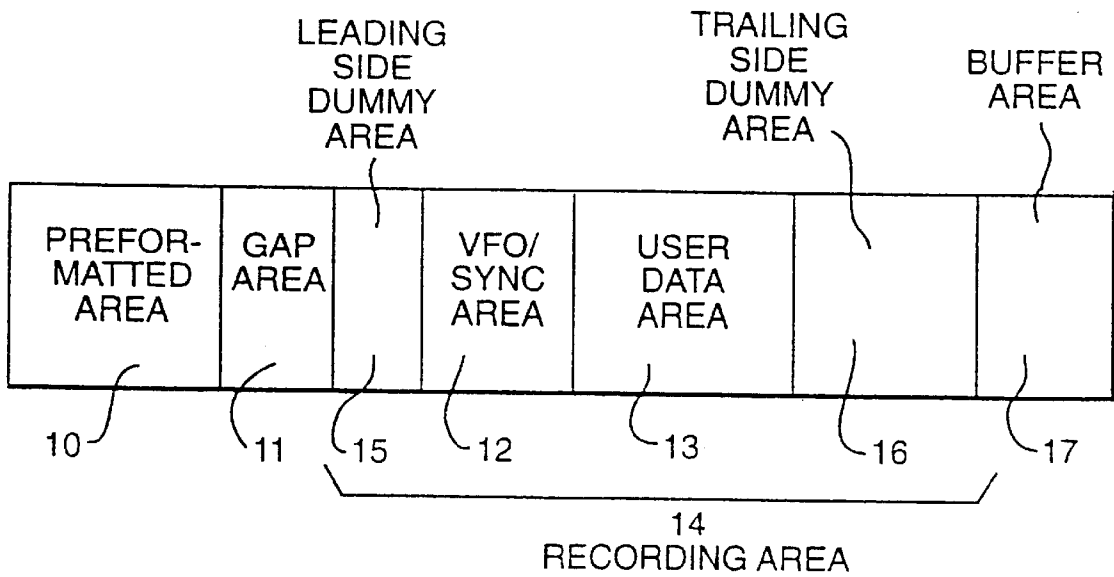 LEADING
SIDE
DUMMY
AREA
TRAILING
SIDE
DUMMY
AREA
BUFFER
AREA
PREFOR-
MATTED
AREA
GAP
AREA
VFO/
SYNC
AREA
USER
DATA
AREA
10
11
15
12
13
16
17
14
RECORDING AREA